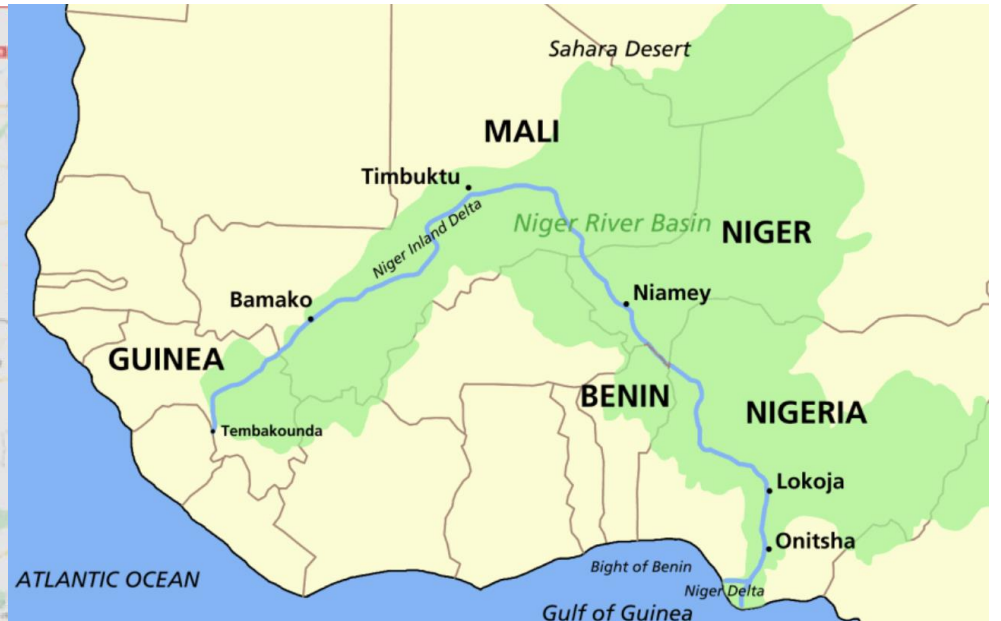 Sahara Desert
MALI
Timbuktu
Niger Inland Delta
Niger River Basin
NIGER
Bamako
Niamey
GUINEA
BENIN
NIGERIA
Tembakounda
Lokoja
Onitsha
Bight of Benin
ATLANTIC OCEAN
Niger Delta
Gulf of Guinea